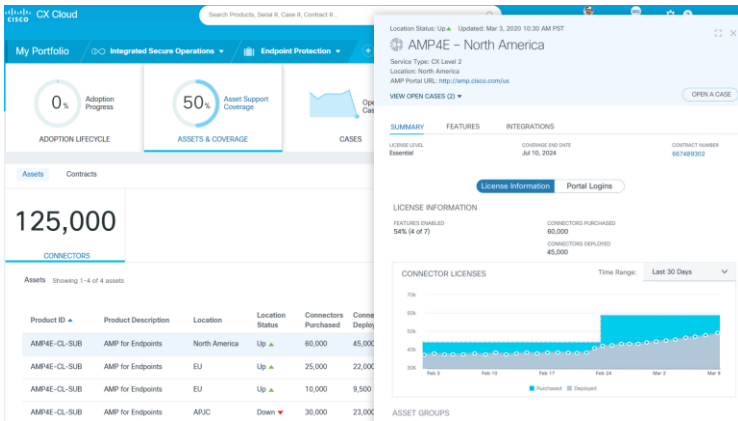 cisco CX Cloud
Search Products, Serial #, Case #, Contract #...
My Portfolio
Integrated Secure Operations
Endpoint Protection
0%
Adoption
Progress
ADOPTION LIFECYCLE
50%
Asset Support
Coverage
ASSETS & COVERAGE
Ope
Cas
CASES
Assets
Contracts
125,000
CONNECTORS
Assets Showing 1-4 of 4 assets
Product ID Product Description Location Location Status Connectors Purchased Conne Deploy
AMP4E-CL-SUB AMP for Endpoints North America Up 60,000 45,000
AMP4E-CL-SUB AMP for Endpoints EU Up 25,000 22,000
AMP4E-CL-SUB AMP for Endpoints EU Up 10,000 9,500
AMP4E-CL-SUB AMP for Endpoints APJC Down 30,000 23,000
Location Status: Up Updated: Mar 3, 2020 10:30 AM PST
AMP4E – North America
Service Type: CX Level 2
Location: North America
AMP Portal URL: http://amp.cisco.com/us
VIEW OPEN CASES (2)
OPEN A CASE
SUMMARY FEATURES INTEGRATIONS
LICENSE LEVEL
Essential
COVERAGE END DATE
Jul 10, 2024
CONTRACT NUMBER
667489302
License Information Portal Logins
LICENSE INFORMATION
FEATURES ENABLED
54% (4 of 7)
CONNECTORS PURCHASED
60,000
CONNECTORS DEPLOYED
45,000
CONNECTOR LICENSES
Time Range: Last 30 Days
70k
60k
50k
40k
30K
Feb 3 Feb 10 Feb 17 Feb 24 Mar 2 Mar 9
Purchased Deployed
ASSET GROUPS